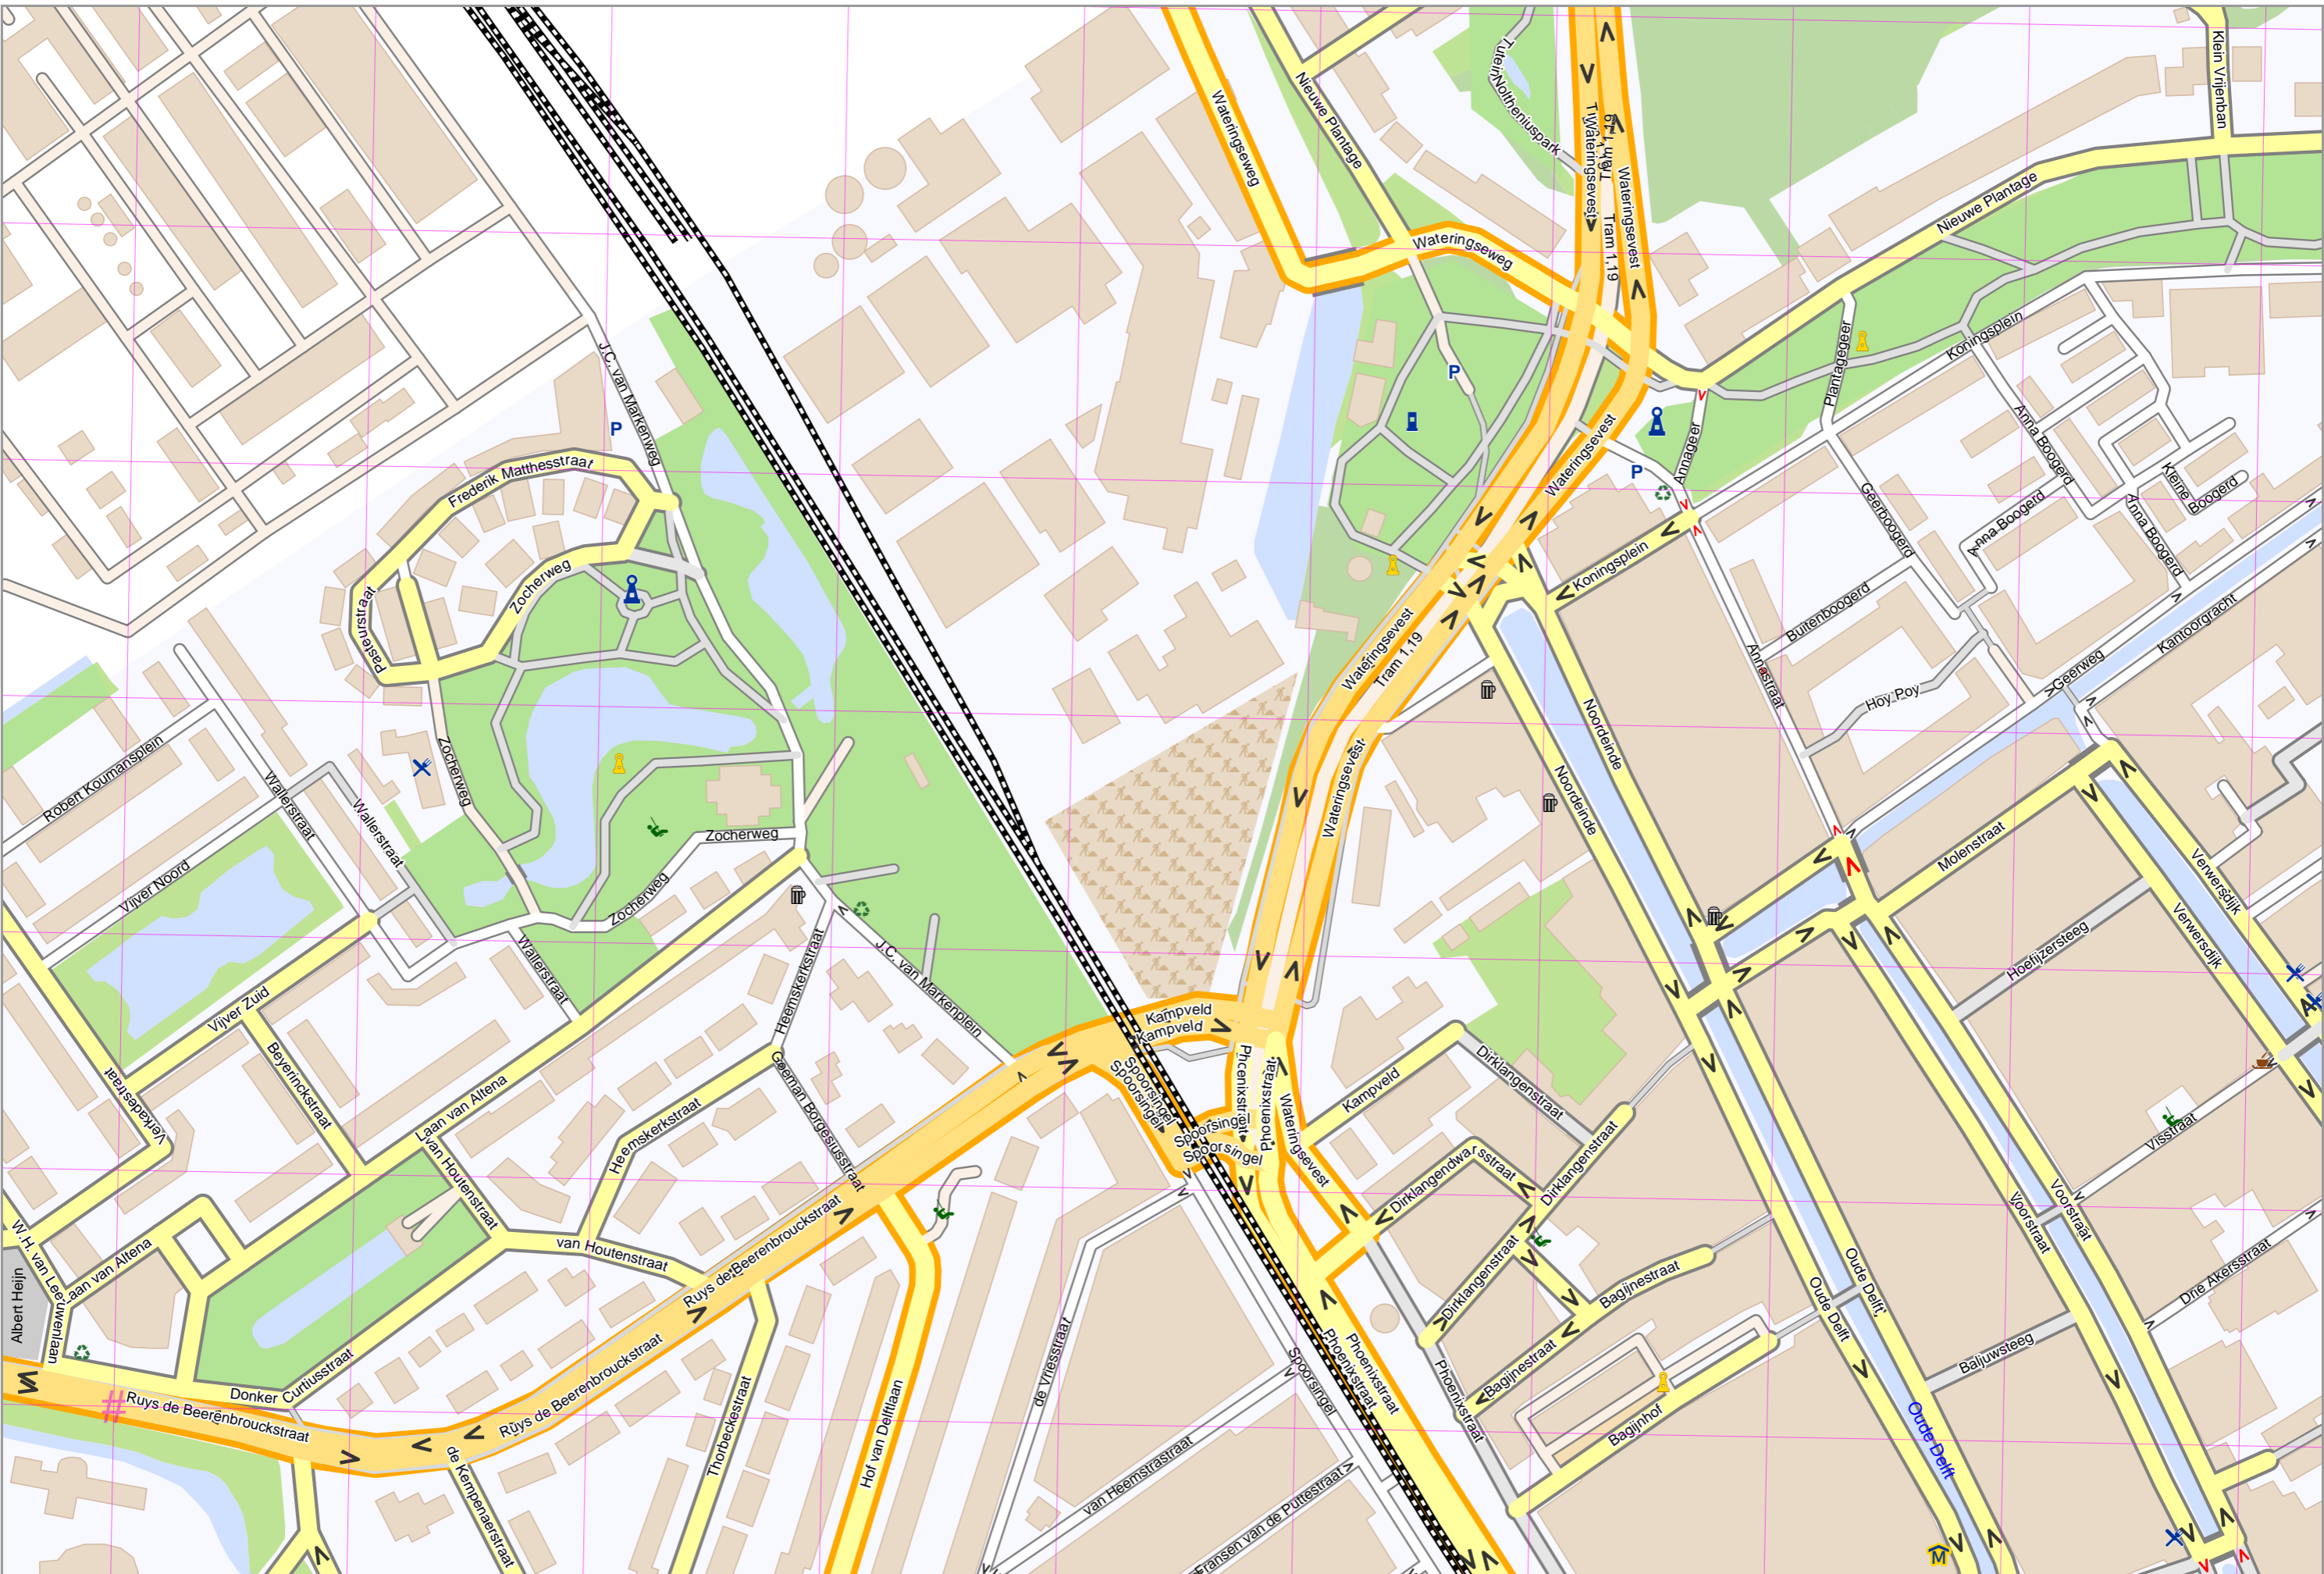 Klein Vrijenban
Tutein Noltheniuspark
Nieuwe Plantage
Wateringseweg
Tram 1,19
Wateringsevest
Wateringsevest
Nieuwe Plantage
Tram 1,19
Wateringseweg
J.C. van Markenweg
Koningsplein
Plantagegeer
P
P
Anna Boogerd
Wateringsevest
Annageer
P
Frederik Matthesstraat
Kleine Boogerd
Geerboogerd
Anna Boogerd
Anna Boogerd
Koningsplein
Zocherweg
Pasteurstraat
Buitenboogerd
Kantoorgracht
Wateringsevest
Tram 1,19
Annastraat
Geerweg
Hoy Poy
Noordeinde
Robert Koumansplein
Zocherweg
Wallerstraat
Wallerstraat
Wateringsevest
Noordeinde
Zocherweg
Molenstraat
Verwersdijk
Vijver Noord
Zocherweg
Verwersdijk
Hoefijzersteeg
Wallerstraat
J.C. van Markenplein
Heemskerkstraat
Vijver Zuid
Kampveld
Kampveld
Beyerinckstraat
Goeman Borgesiusstraat
Spoorsingel
Spoorsingel
Phoenixstraat
Phoenixstraat
Kampveld
Dirklangenstraat
Verkadestraat
Laan van Altena
Heemskerkstraat
Spoorsingel
Spoorsingel
Wateringsevest
Visstraat
van Houtenstraat
Dirklangendwarsstraat
Dirklangenstraat
Voorstraat
Voorstraat
W.H. van Leeuwenlaan
Laan van Altena
van Houtenstraat
Ruys de Beerenbrouckstraat
Dirklangenstraat
Bagijnestraat
Oude Delft
Oude Delft
Drie Akersstraat
Albert Heijn
Donker Curtiusstraat
Ruys de Beerenbrouckstraat
Ruys de Beerenbrouckstraat
Thorbeckestraat
Hof van Delftlaan
de Vriesstraat
Spoorsingel
Phoenixstraat
Phoenixstraat
Phoenixstraat
Bagijnestraat
Bagijnhof
Baljuwsteeg
Oude Delft
de Kempenaerstraat
van Heemstrastraat
Fransen van de Puttestraat
M